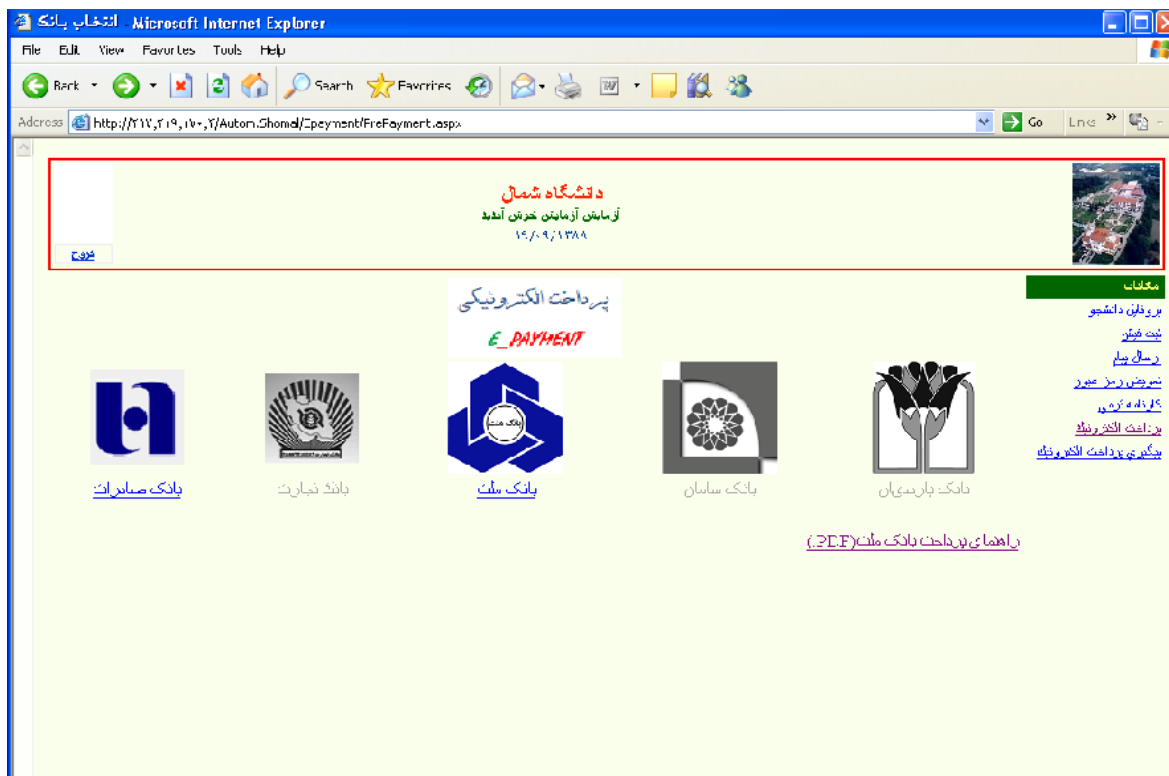 انتخاب بانک - Microsoft Internet Explorer
File Edit View Favorites Tools Help
Back Search Favorites
Address http://۲۱۷,۲۱۹,۱۷۰,۲/Autom.Shomal/Epayment/PrePayment.aspx Go Links »
دانشگاه شمال
آزمایش آزمایش خوش آمدید
۱۹/۰۹/۱۳۸۸
خروج
امکانات
پروفایل دانشجو
ثبت فیش
ارسال پیام
تعویض رمز عبور
کارنامه ترمی
پرداخت الکترونیک
پیگیری پرداخت الکترونیک
پرداخت الکترونیکی
E_PAYMENT
بانک ملت
بانک پارسیان
بانک سامان
بانک ملت
بانک تجارت
بانک صادرات
راهنمای پرداخت بانک ملت(PDF.)